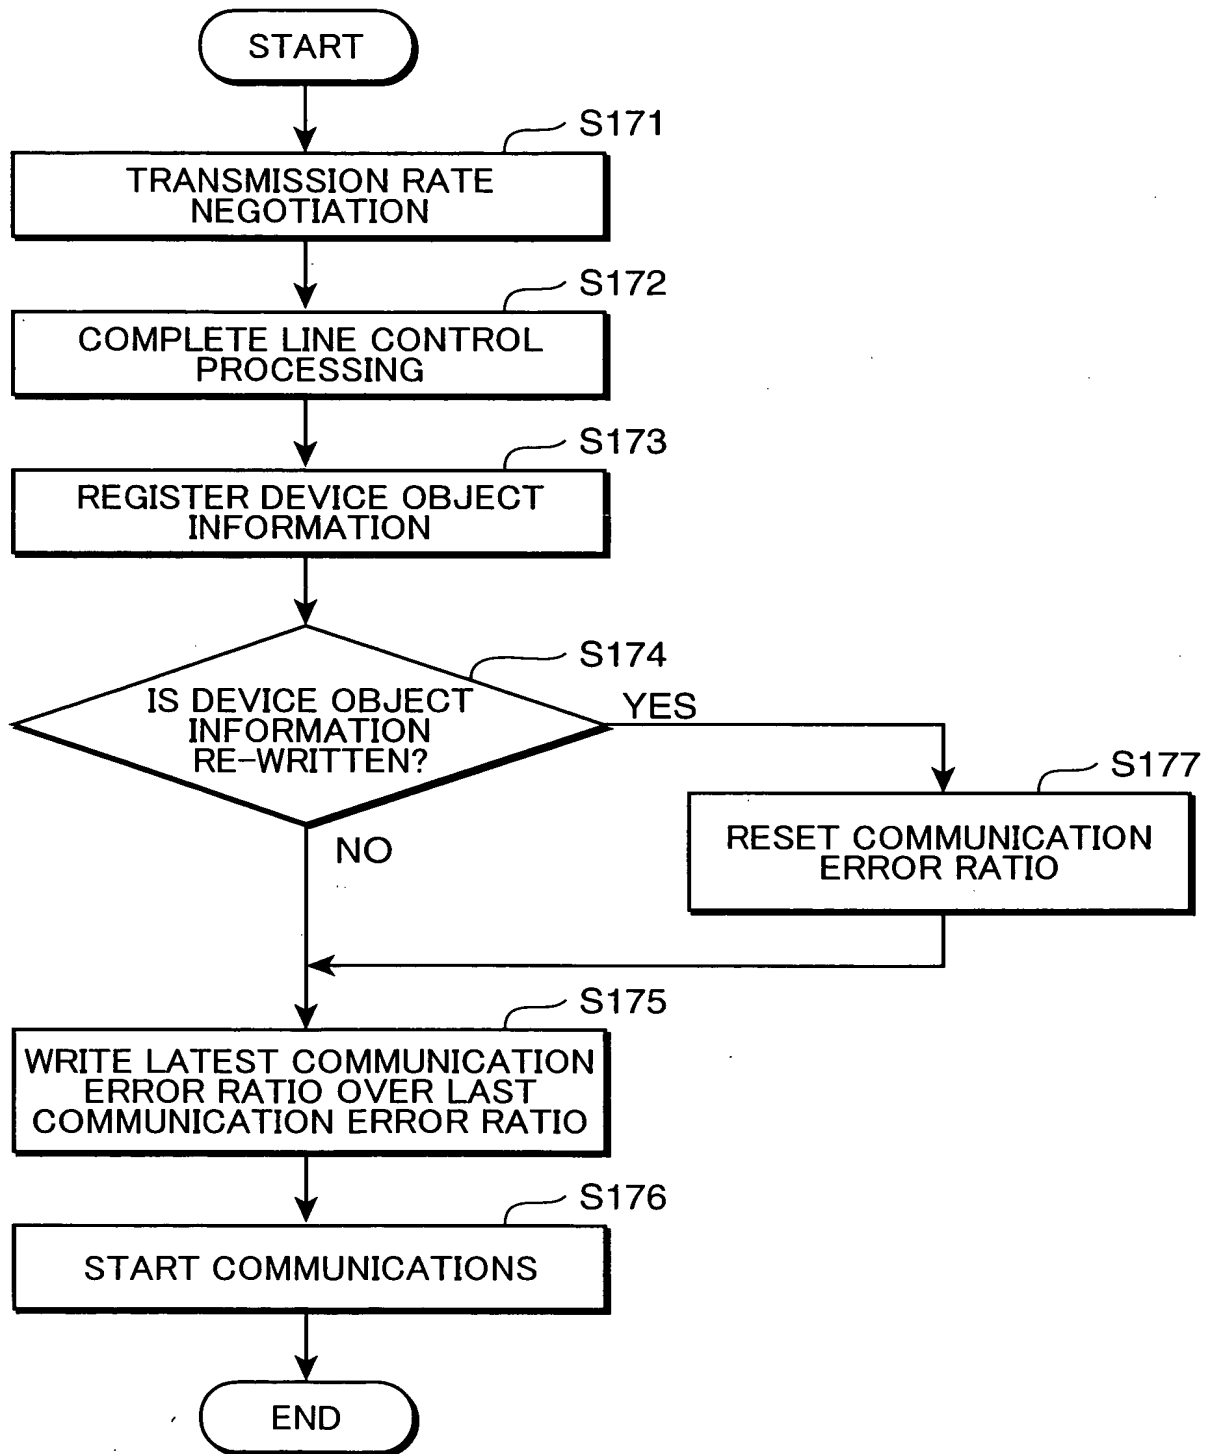 START
S171
TRANSMISSION RATE
NEGOTIATION
S172
COMPLETE LINE CONTROL
PROCESSING
S173
REGISTER DEVICE OBJECT
INFORMATION
S174
IS DEVICE OBJECT
INFORMATION
RE-WRITTEN?
YES
S177
RESET COMMUNICATION
ERROR RATIO
NO
S175
WRITE LATEST COMMUNICATION
ERROR RATIO OVER LAST
COMMUNICATION ERROR RATIO
S176
START COMMUNICATIONS
END